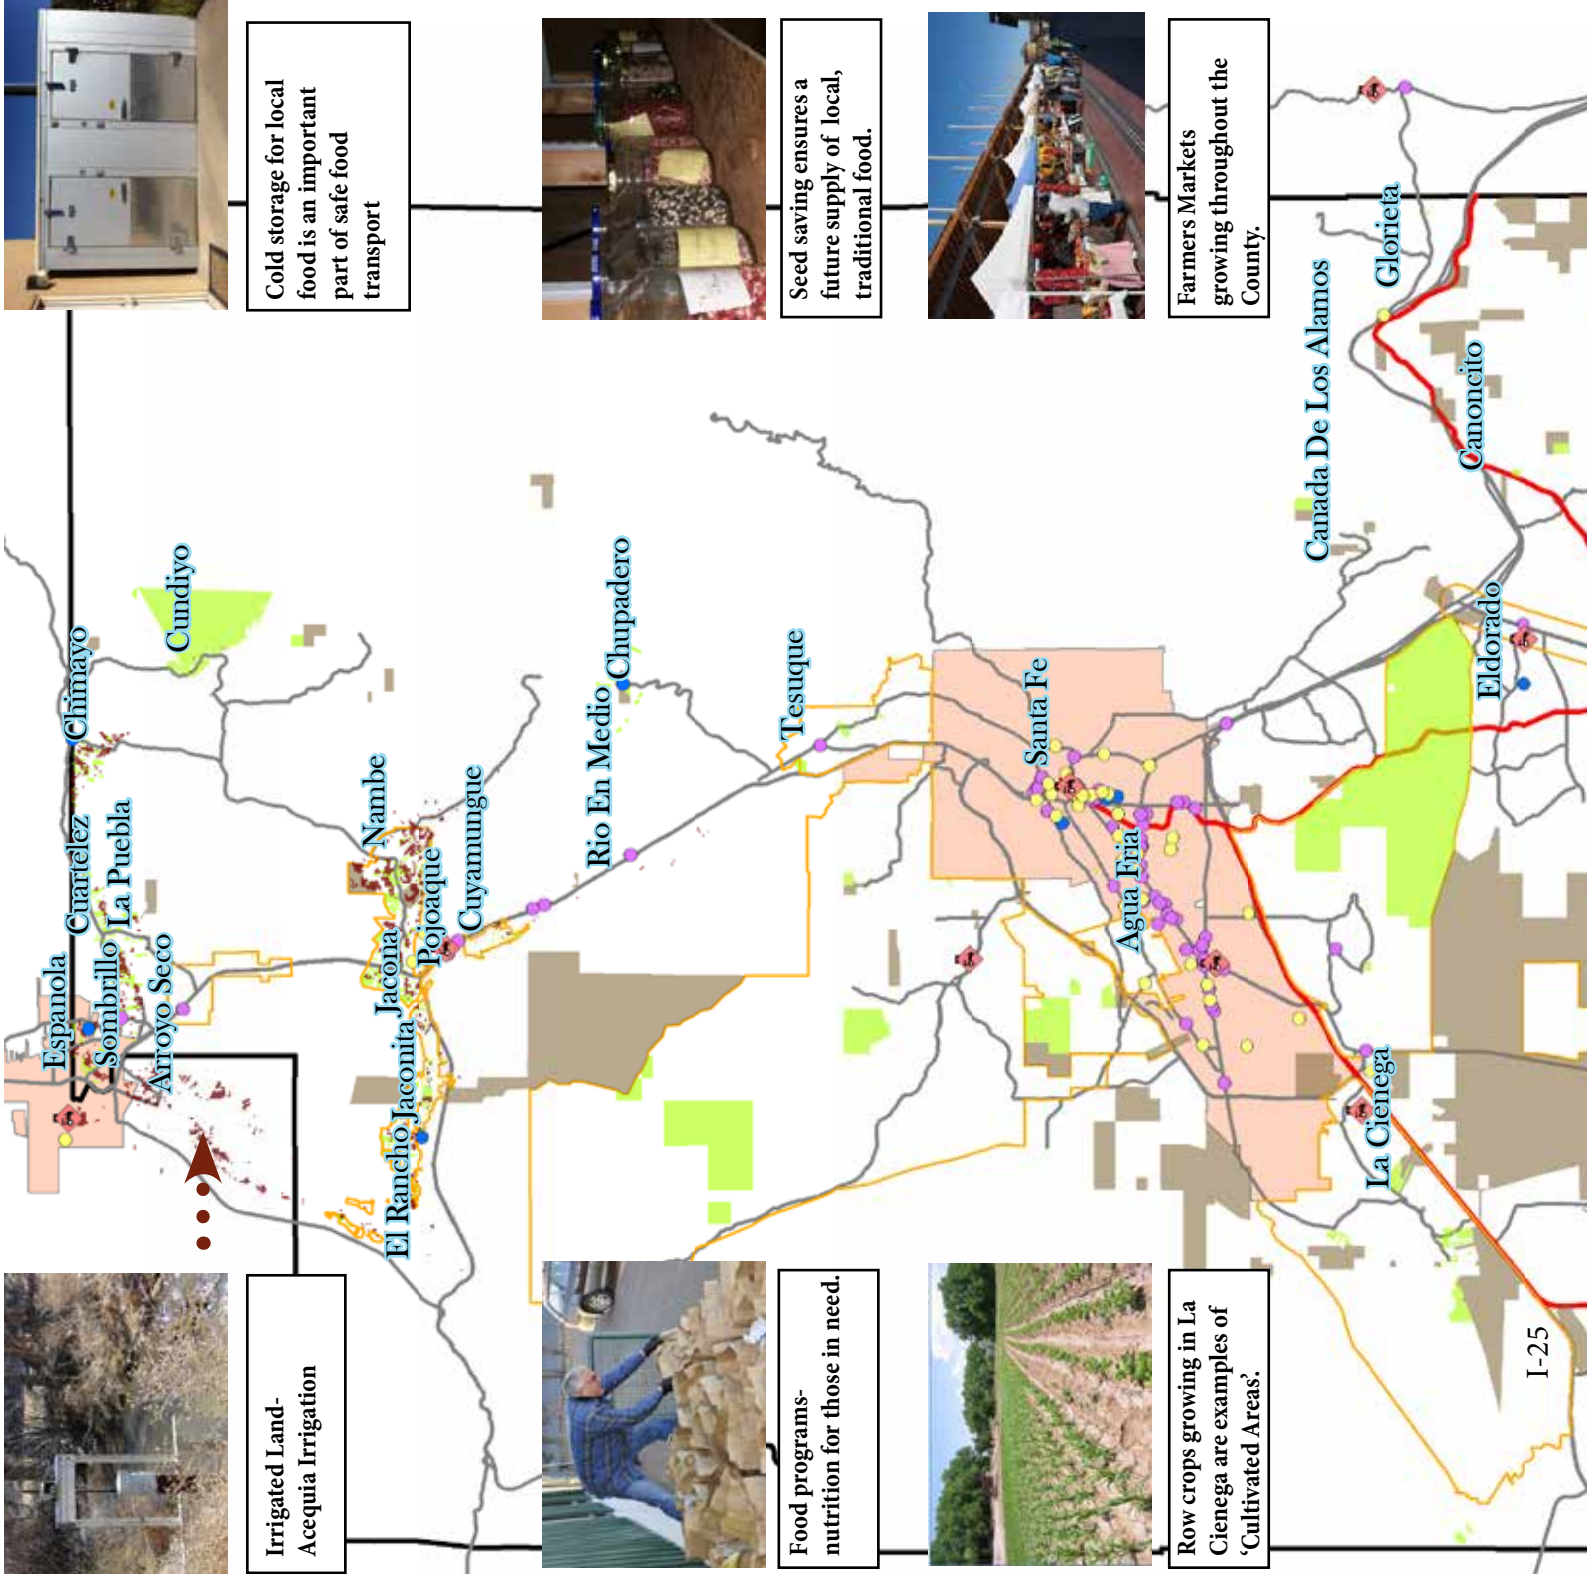 Cold storage for local
food is an important
part of safe food
transport
Seed saving ensures a
future supply of local,
traditional food.
Farmers Markets
growing throughout the
County.
Espanola
Cuartelez
Chimayo
Sombrillo
La Puebla
Arroyo Seco
Cundiyo
El Rancho
Jaconita
Jacona
Nambe
Pojoaque
Cuyamungue
Rio En Medio
Chupadero
Tesuque
Santa Fe
Agua Fria
Canada De Los Alamos
Glorieta
Canoncito
Eldorado
La Cienega
I-25
Irrigated Land-
Acequia Irrigation
Food programs-
nutrition for those in need.
Row crops growing in La
Cienega are examples of
‘Cultivated Areas’.